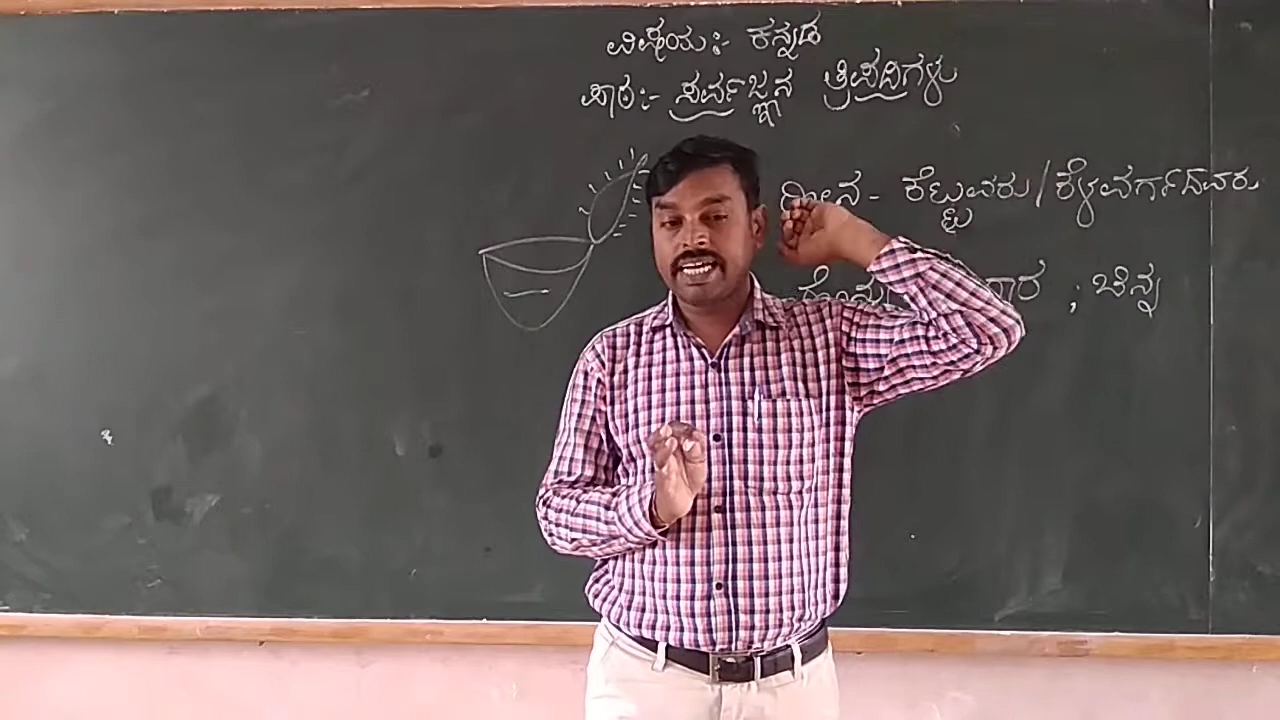 ವಿಷಯ:- ಕನ್ನಡ
ಪಾಠ:- ಸರ್ವಜ್ಞನ ತ್ರಿಪದಿಗಳು
ಹೀನ - ಕೆಟ್ಟವರು / ಕೆಳವರ್ಗದವರು
; ಚಿನ್ನ